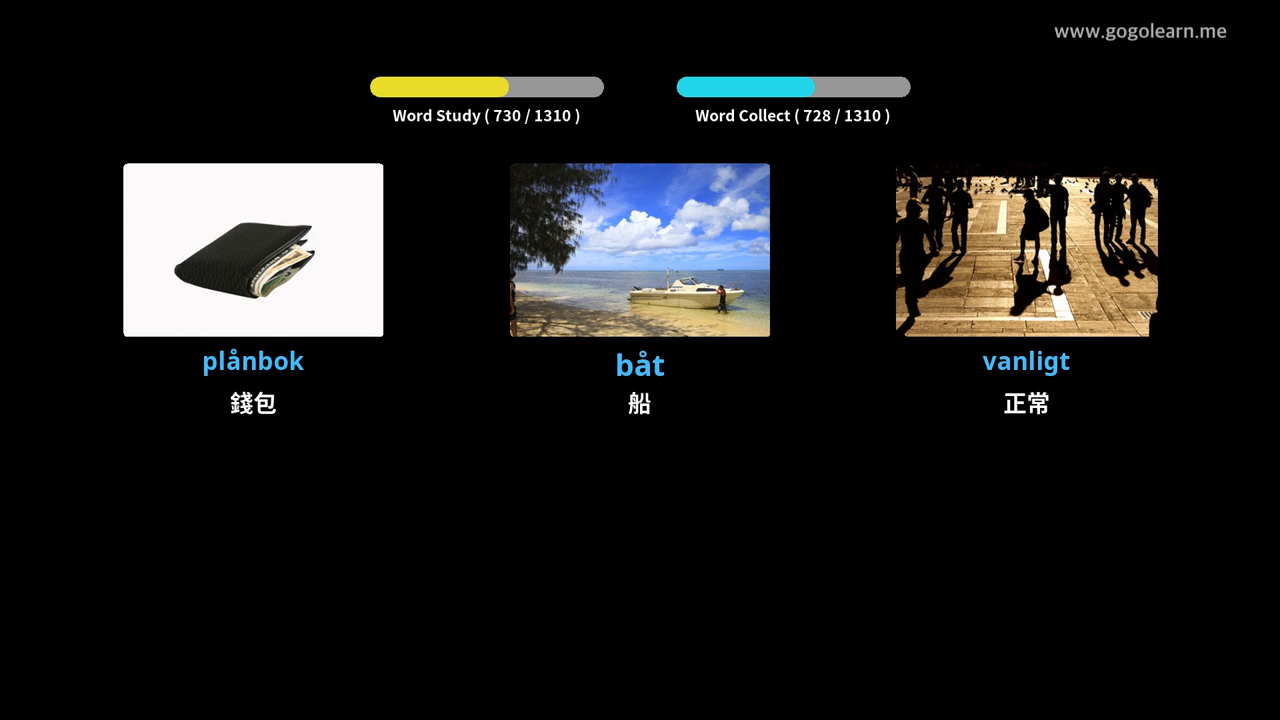 www.gogolearn.me
Word Study ( 730 / 1310 )
Word Collect ( 728 / 1310 )
plånbok
båt
vanligt
錢包
船
正常